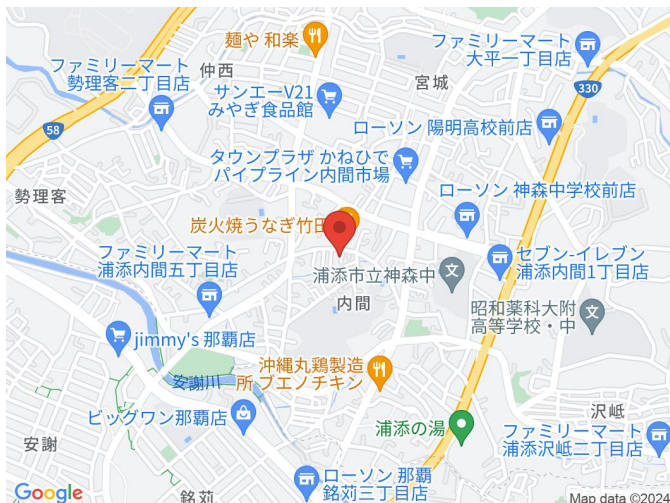 麺や 和楽
ファミリーマート
大平一丁目店
仲西
宮城
ファミリーマート
勢理客二丁目店
サンエーV21
みやぎ食品館
330
58
ローソン 陽明高校前店
タウンプラザ かねひで
パイプライン内間市場
勢理客
ローソン 神森中学校前店
炭火焼うなぎ竹田
ファミリーマート
浦添内間五丁目店
セブン-イレブン
浦添内間1丁目店
浦添市立神森中
内間
昭和薬科大附
高等学校・中
jimmy's 那覇店
沖縄丸鶏製造
所 ブエノチキン
安謝川
ビッグワン那覇店
浦添の湯
沢岻
安謝
ファミリーマート
浦添沢岻二丁目店
ローソン 那覇
銘苅三丁目店
銘苅
Google
Map data ©2024